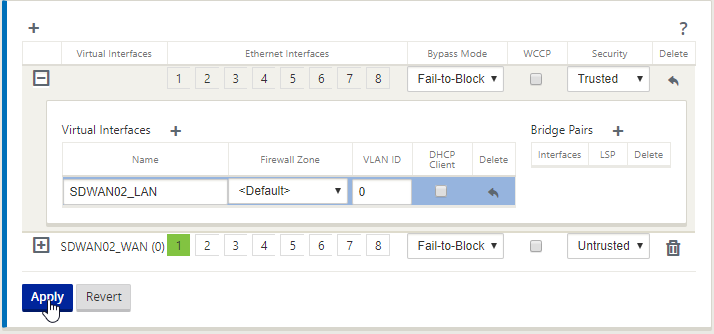 + ?
Virtual Interfaces Ethernet Interfaces Bypass Mode WCCP Security Delete
1 2 3 4 5 6 7 8 Fail-to-Block Trusted
Virtual Interfaces + Bridge Pairs +
Name Firewall Zone VLAN ID DHCP Client Delete Interfaces LSP Delete
SDWAN02_LAN <Default> 0
SDWAN02_WAN (0) 1 2 3 4 5 6 7 8 Fail-to-Block Untrusted
Apply Revert